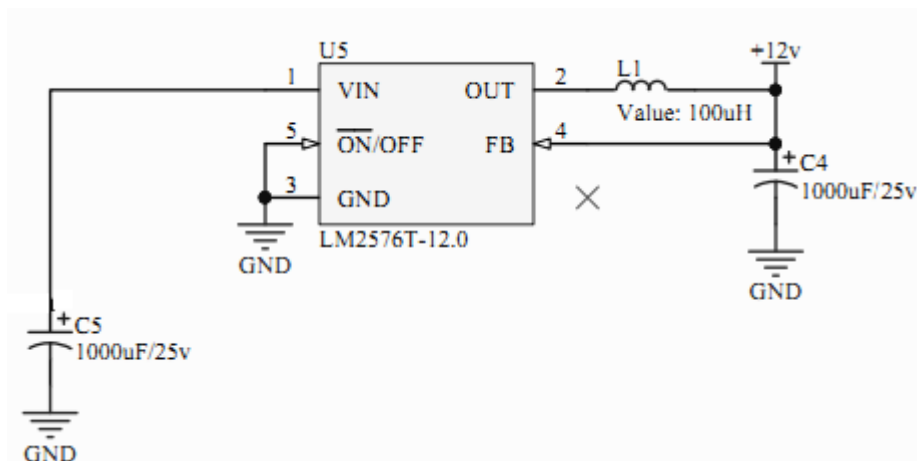 U5
+12v
1
VIN
OUT
2
L1
Value: 100uH
5
ON/OFF
FB
4
3
GND
C4
1000uF/25v
LM2576T-12.0
GND
GND
1
C5
1000uF/25v
GND